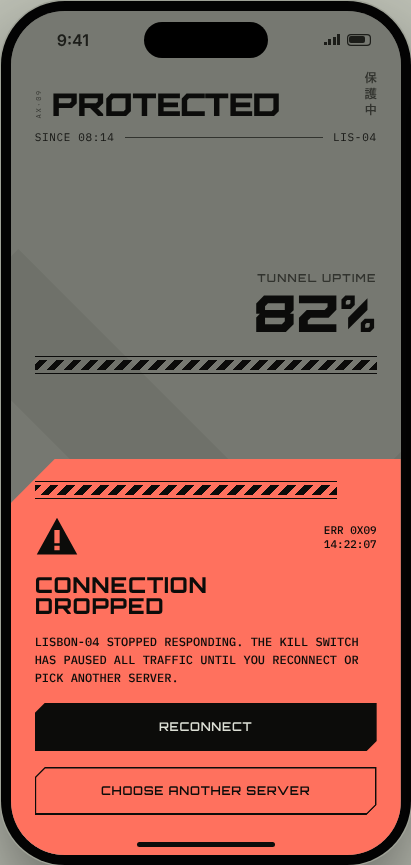 9:41
保
護
中
AX-09
PROTECTED
SINCE 08:14
LIS-04
TUNNEL UPTIME
82%
ERR 0X09
14:22:07
CONNECTION
DROPPED
LISBON-04 STOPPED RESPONDING. THE KILL SWITCH
HAS PAUSED ALL TRAFFIC UNTIL YOU RECONNECT OR
PICK ANOTHER SERVER.
RECONNECT
CHOOSE ANOTHER SERVER